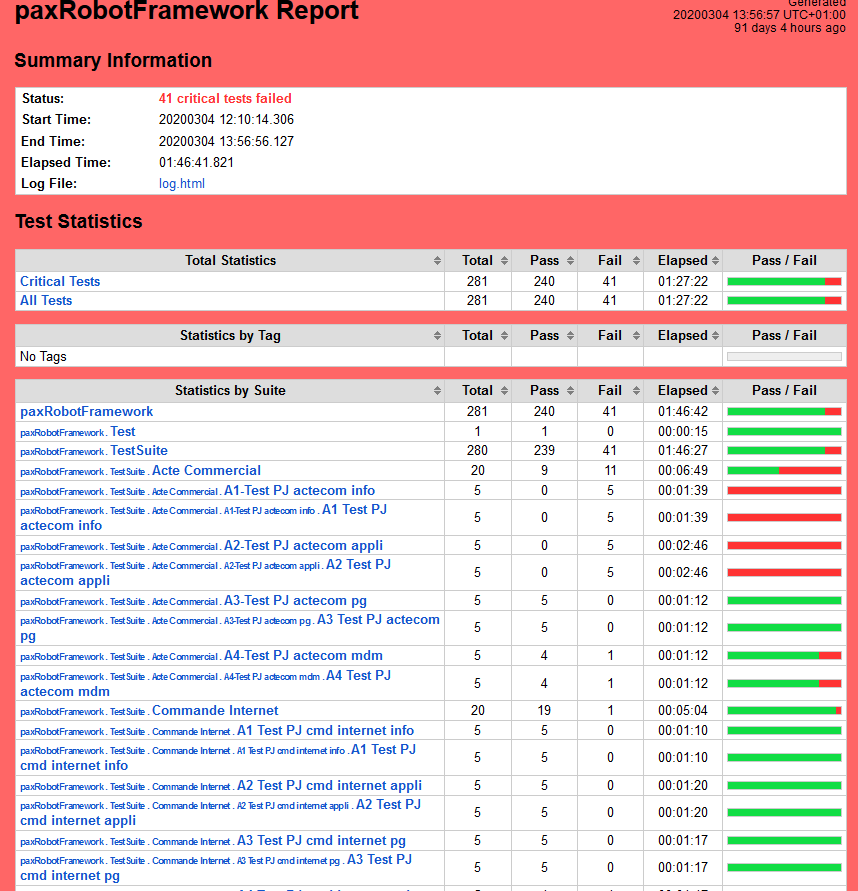 paxRobotFramework Report
Generated
20200304 13:56:57 UTC+01:00
91 days 4 hours ago
Summary Information
Status: 41 critical tests failed
Start Time: 20200304 12:10:14.306
End Time: 20200304 13:56:56.127
Elapsed Time: 01:46:41.821
Log File: log.html
Test Statistics
Total Statistics Total Pass Fail Elapsed Pass / Fail
Critical Tests 281 240 41 01:27:22
All Tests 281 240 41 01:27:22
Statistics by Tag Total Pass Fail Elapsed Pass / Fail
No Tags
Statistics by Suite Total Pass Fail Elapsed Pass / Fail
paxRobotFramework 281 240 41 01:46:42
paxRobotFramework . Test 1 1 0 00:00:15
paxRobotFramework . TestSuite 280 239 41 01:46:27
paxRobotFramework . TestSuite . Acte Commercial 20 9 11 00:06:49
paxRobotFramework . TestSuite . Acte Commercial . A1-Test PJ actecom info 5 0 5 00:01:39
paxRobotFramework . TestSuite . Acte Commercial . A1-Test PJ actecom info . A1 Test PJ
actecom info 5 0 5 00:01:39
paxRobotFramework . TestSuite . Acte Commercial . A2-Test PJ actecom appli 5 0 5 00:02:46
paxRobotFramework . TestSuite . Acte Commercial . A2-Test PJ actecom appli . A2 Test PJ
actecom appli 5 0 5 00:02:46
paxRobotFramework . TestSuite . Acte Commercial . A3-Test PJ actecom pg 5 5 0 00:01:12
paxRobotFramework . TestSuite . Acte Commercial . A3-Test PJ actecom pg . A3 Test PJ actecom
pg 5 5 0 00:01:12
paxRobotFramework . TestSuite . Acte Commercial . A4-Test PJ actecom mdm 5 4 1 00:01:12
paxRobotFramework . TestSuite . Acte Commercial . A4-Test PJ actecom mdm . A4 Test PJ
actecom mdm 5 4 1 00:01:12
paxRobotFramework . TestSuite . Commande Internet 20 19 1 00:05:04
paxRobotFramework . TestSuite . Commande Internet . A1 Test PJ cmd internet info 5 5 0 00:01:10
paxRobotFramework . TestSuite . Commande Internet . A1 Test PJ cmd internet info . A1 Test PJ
cmd internet info 5 5 0 00:01:10
paxRobotFramework . TestSuite . Commande Internet . A2 Test PJ cmd internet appli 5 5 0 00:01:20
paxRobotFramework . TestSuite . Commande Internet . A2 Test PJ cmd internet appli . A2 Test PJ
cmd internet appli 5 5 0 00:01:20
paxRobotFramework . TestSuite . Commande Internet . A3 Test PJ cmd internet pg 5 5 0 00:01:17
paxRobotFramework . TestSuite . Commande Internet . A3 Test PJ cmd internet pg . A3 Test PJ
cmd internet pg 5 5 0 00:01:17